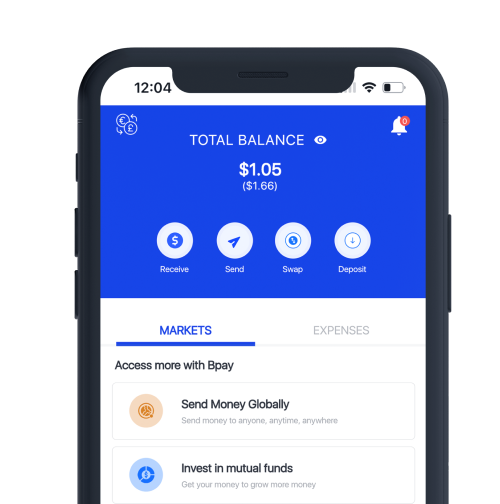 12:04
€
£
0
TOTAL BALANCE
$1.05
($1.66)
Receive
Send
Swap
Deposit
MARKETS
EXPENSES
Access more with Bpay
Send Money Globally
Send money to anyone, anytime, anywhere
Invest in mutual funds
Get your money to grow more money